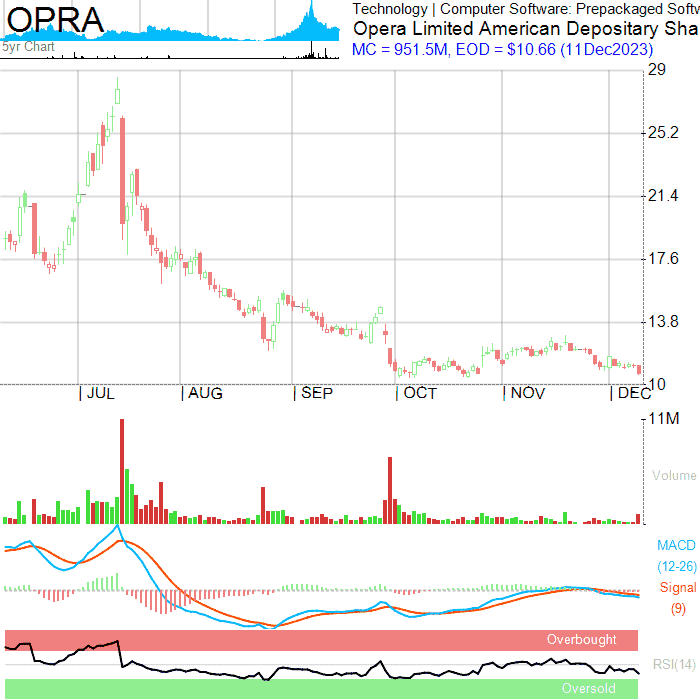 OPRA
5yr Chart
Technology | Computer Software: Prepackaged Softw
Opera Limited American Depositary Sha
MC = 951.5M, EOD = $10.66 (11Dec2023)
29
25.2
21.4
17.6
13.8
10
JUL AUG SEP OCT NOV DEC
11M
Volume
MACD
(12-26)
Signal
(9)
Overbought
RSI(14)
Oversold